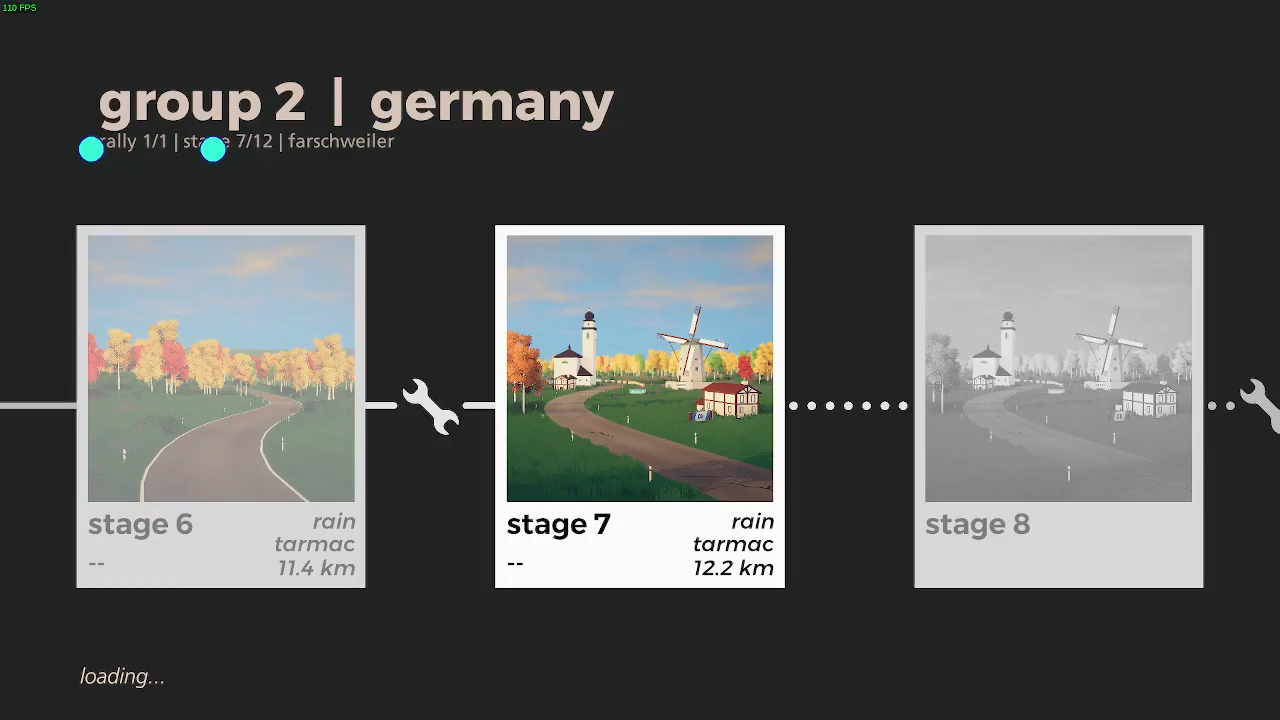 110 FPS
group 2 | germany
rally 1/1 | stage 7/12 | farschweiler
stage 6
rain
tarmac
--
11.4 km
stage 7
rain
tarmac
--
12.2 km
stage 8
loading...